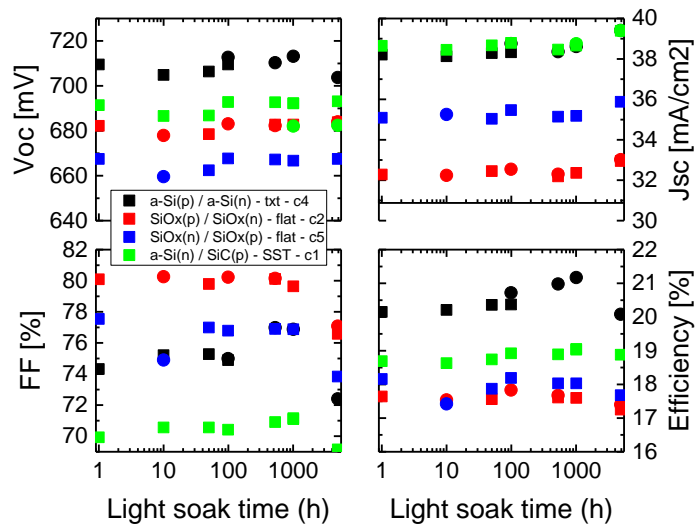 720
700
680
660
640
Voc [mV]
40
38
36
34
32
30
Jsc [mA/cm2]
a-Si(p) / a-Si(n) - txt - c4
SiOx(p) / SiOx(n) - flat - c2
SiOx(n) / SiOx(p) - flat - c5
a-Si(n) / SiC(p) - SST - c1
82
80
78
76
74
72
70
FF [%]
1 10 100 1000
Light soak time (h)
22
21
20
19
18
17
16
Efficiency [%]
1 10 100 1000
Light soak time (h)